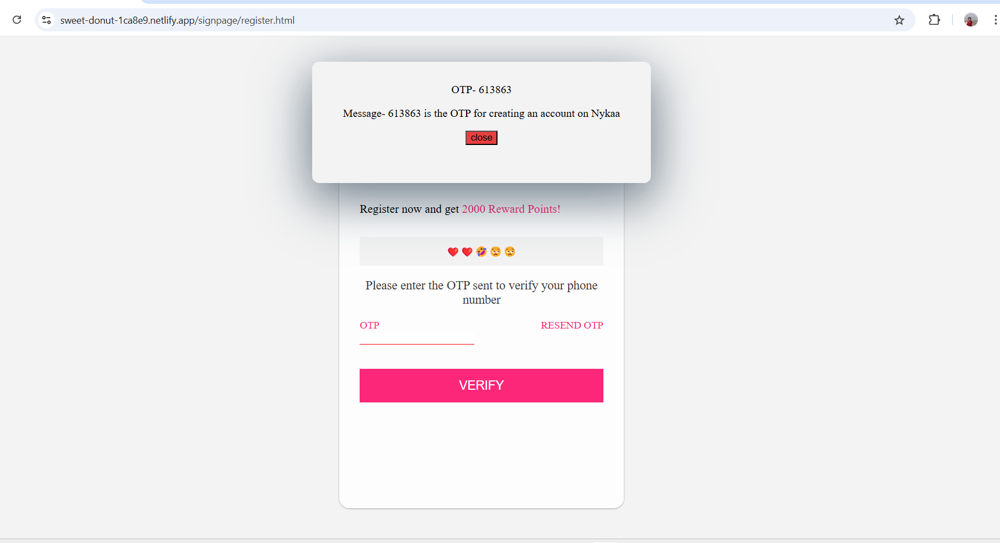 sweet-donut-1ca8e9.netlify.app/signpage/register.html
OTP- 613863
Message- 613863 is the OTP for creating an account on Nykaa
close
Register now and get 2000 Reward Points!
❤️ ❤️ 🤣 😩 😩
Please enter the OTP sent to verify your phone
number
OTP RESEND OTP
VERIFY